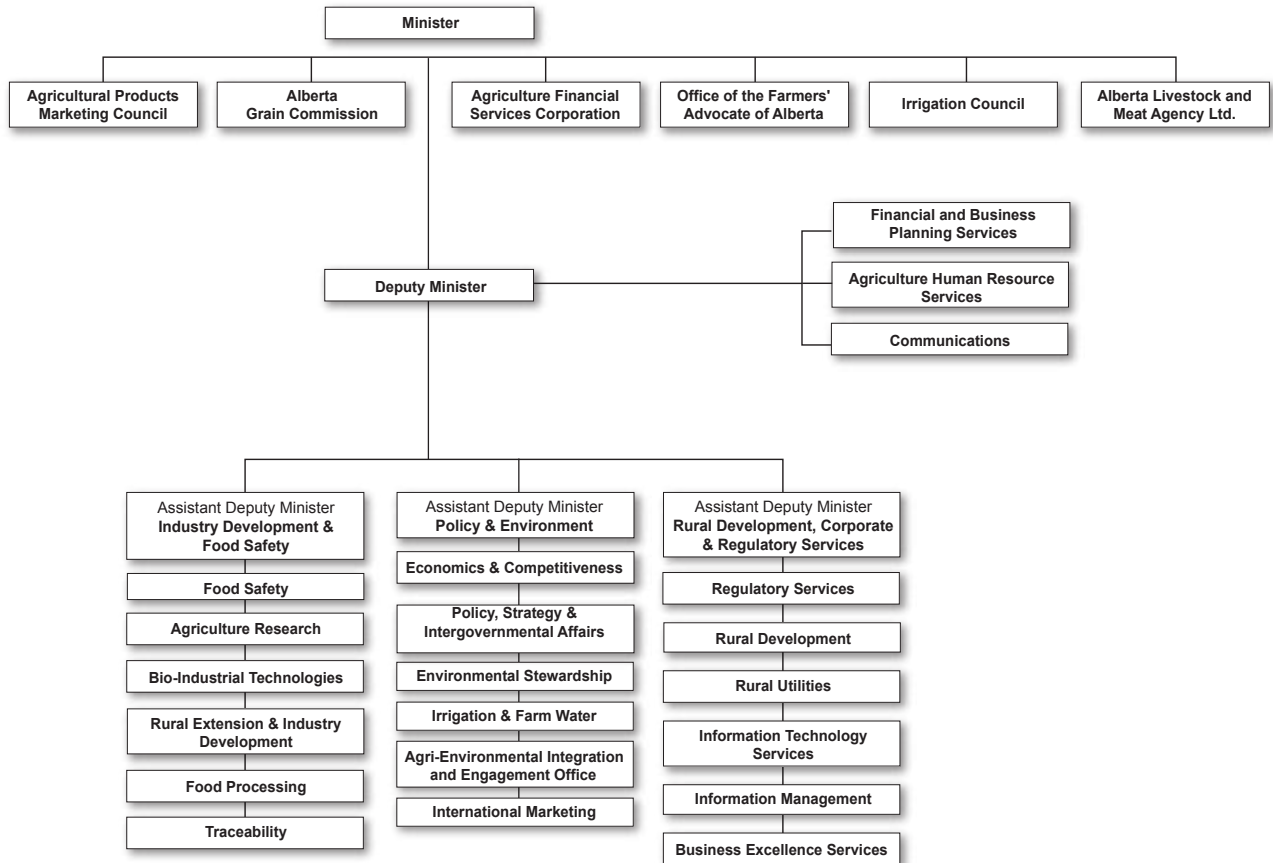 Minister
Agricultural Products
Marketing Council
Alberta
Grain Commission
Agriculture Financial
Services Corporation
Office of the Farmers'
Advocate of Alberta
Irrigation Council
Alberta Livestock and
Meat Agency Ltd.
Financial and Business
Planning Services
Deputy Minister
Agriculture Human Resource
Services
Communications
Assistant Deputy Minister
Industry Development &
Food Safety
Food Safety
Agriculture Research
Bio-Industrial Technologies
Rural Extension & Industry
Development
Food Processing
Traceability
Assistant Deputy Minister
Policy & Environment
Economics & Competitiveness
Policy, Strategy &
Intergovernmental Affairs
Environmental Stewardship
Irrigation & Farm Water
Agri-Environmental Integration
and Engagement Office
International Marketing
Assistant Deputy Minister
Rural Development, Corporate
& Regulatory Services
Regulatory Services
Rural Development
Rural Utilities
Information Technology
Services
Information Management
Business Excellence Services